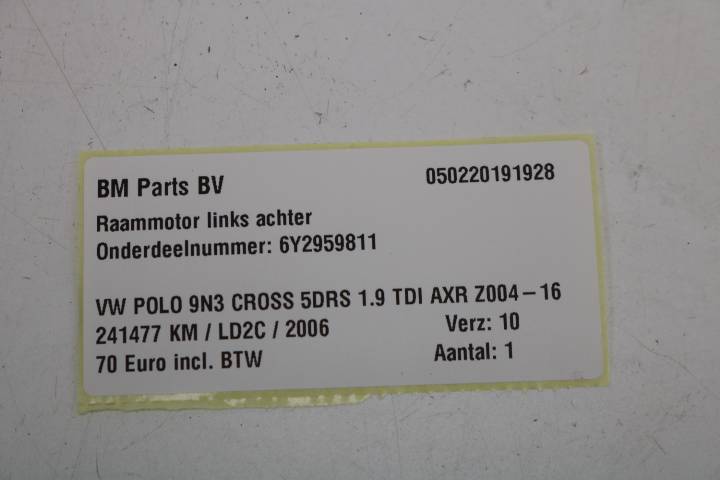 BM Parts BV 050220191928
Raammotor links achter
Onderdeelnummer: 6Y2959811
VW POLO 9N3 CROSS 5DRS 1.9 TDI AXR Z004-16
241477 KM / LD2C / 2006 Verz: 10
70 Euro incl. BTW Aantal: 1